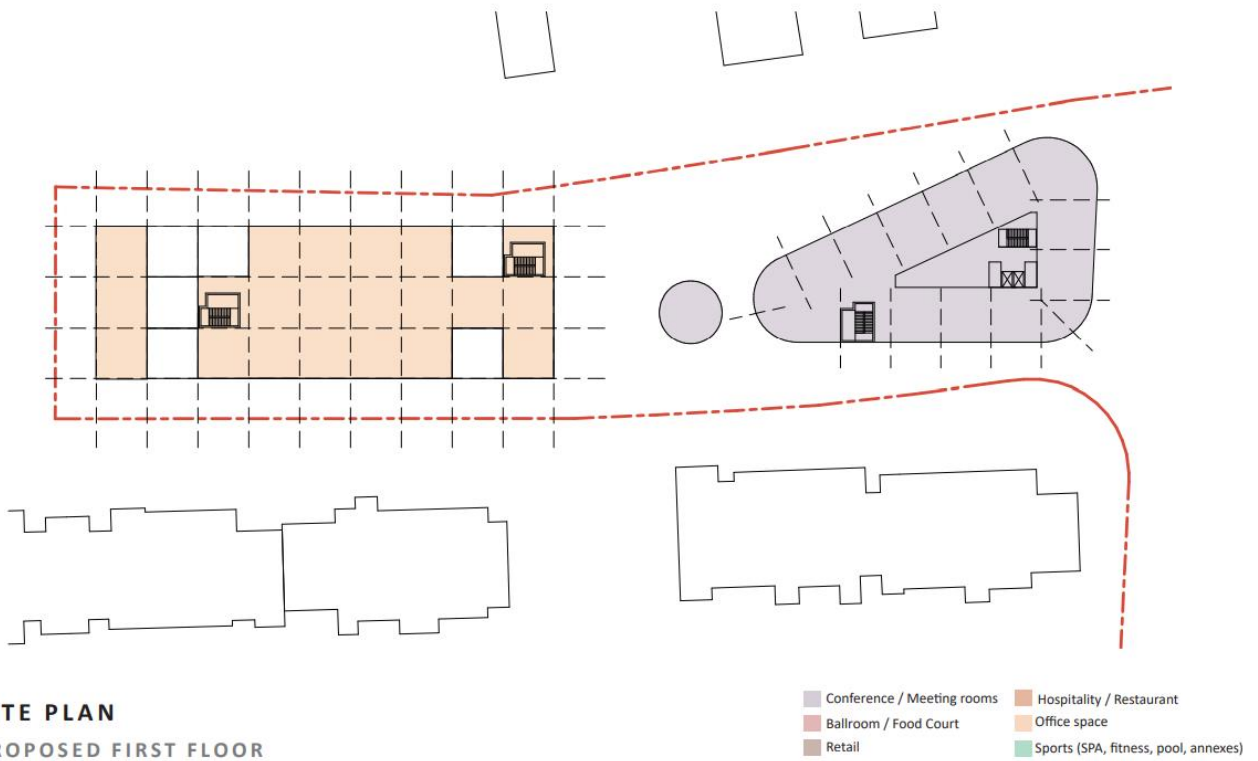 TE PLAN
ROPOSED FIRST FLOOR
Conference / Meeting rooms
Ballroom / Food Court
Retail
Hospitality / Restaurant
Office space
Sports (SPA, fitness, pool, annexes)